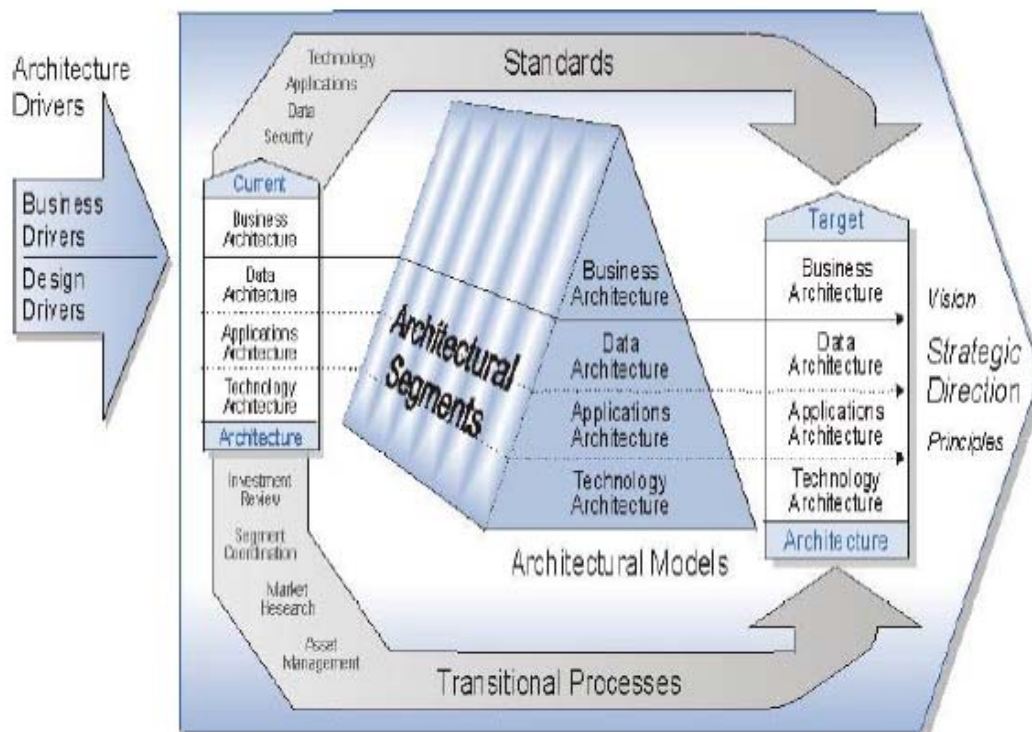 Architecture
Drivers
Business
Drivers
Design
Drivers
Technology
Applications
Data
Security
Standards
Current
Business
Architecture
Data
Architecture
Applications
Architecture
Technology
Architecture
Architecture
Investment
Review
Segment
Coordination
Market
Research
Asset
Management
Transitional Processes
Architectural
Segments
Business
Architecture
Data
Architecture
Applications
Architecture
Technology
Architecture
Architectural Models
Target
Business
Architecture
Data
Architecture
Applications
Architecture
Technology
Architecture
Architecture
Vision
Strategic
Direction
Principles